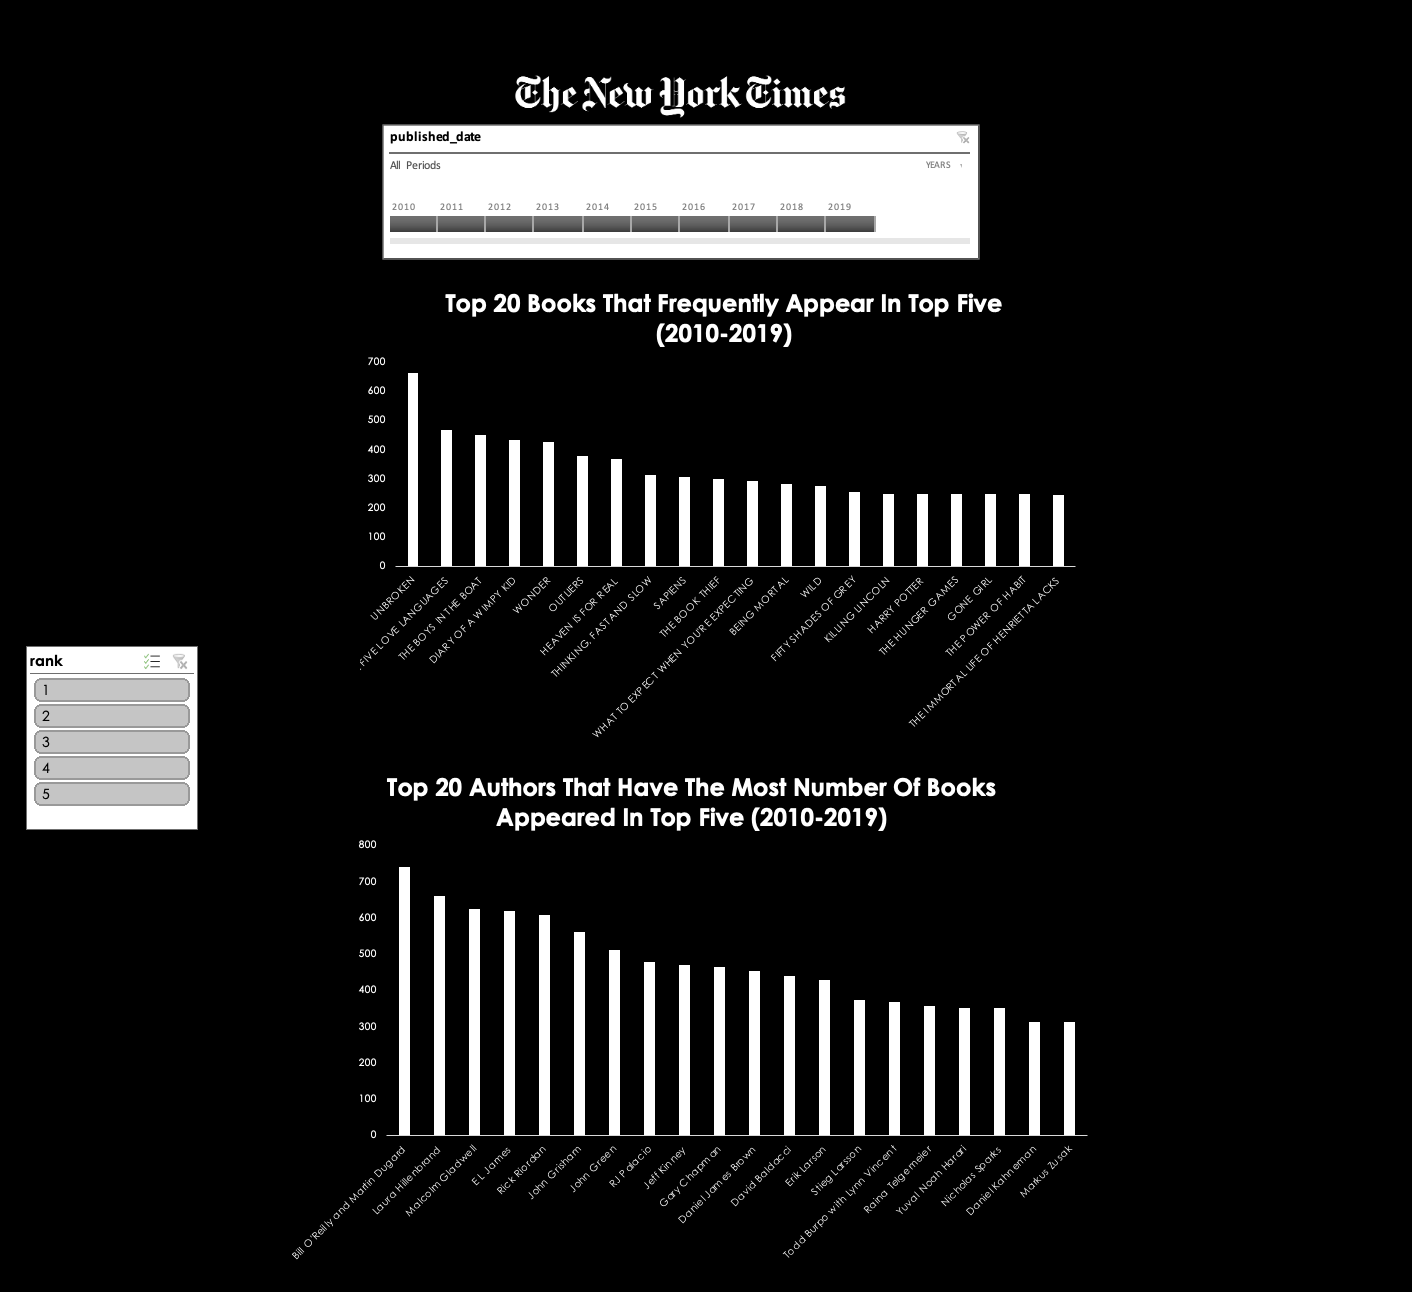 The New York Times
published_date
All Periods
YEARS
2010 2011 2012 2013 2014 2015 2016 2017 2018 2019
Top 20 Books That Frequently Appear In Top Five
(2010-2019)
700
600
500
400
300
200
100
0
UNBROKEN
FIVE LOVE LANGUAGES
THE BOYS IN THE BOAT
DIARY OF A WIMPY KID
WONDER
OUTLIERS
HEAVEN IS FOR REAL
THINKING, FAST AND SLOW
SAPIENS
THE BOOK THIEF
WHAT TO EXPECT WHEN YOU'RE EXPECTING
BEING MORTAL
WILD
FIFTY SHADES OF GREY
KILLING LINCOLN
HARRY POTTER
THE HUNGER GAMES
GONE GIRL
THE POWER OF HABIT
THE IMMORTAL LIFE OF HENRIETTA LACKS
rank
1
2
3
4
5
Top 20 Authors That Have The Most Number Of Books
Appeared In Top Five (2010-2019)
800
700
600
500
400
300
200
100
0
Bill O'Reilly and Martin Dugard
Laura Hillenbrand
Malcolm Gladwell
E L James
Rick Riordan
John Grisham
John Green
RJ Palacio
Jeff Kinney
Gary Chapman
Daniel James Brown
David Baldacci
Erik Larson
Stieg Larsson
Todd Burpo with Lynn Vincent
Raina Telgemeier
Yuval Noah Harari
Nicholas Sparks
Daniel Kahneman
Markus Zusak